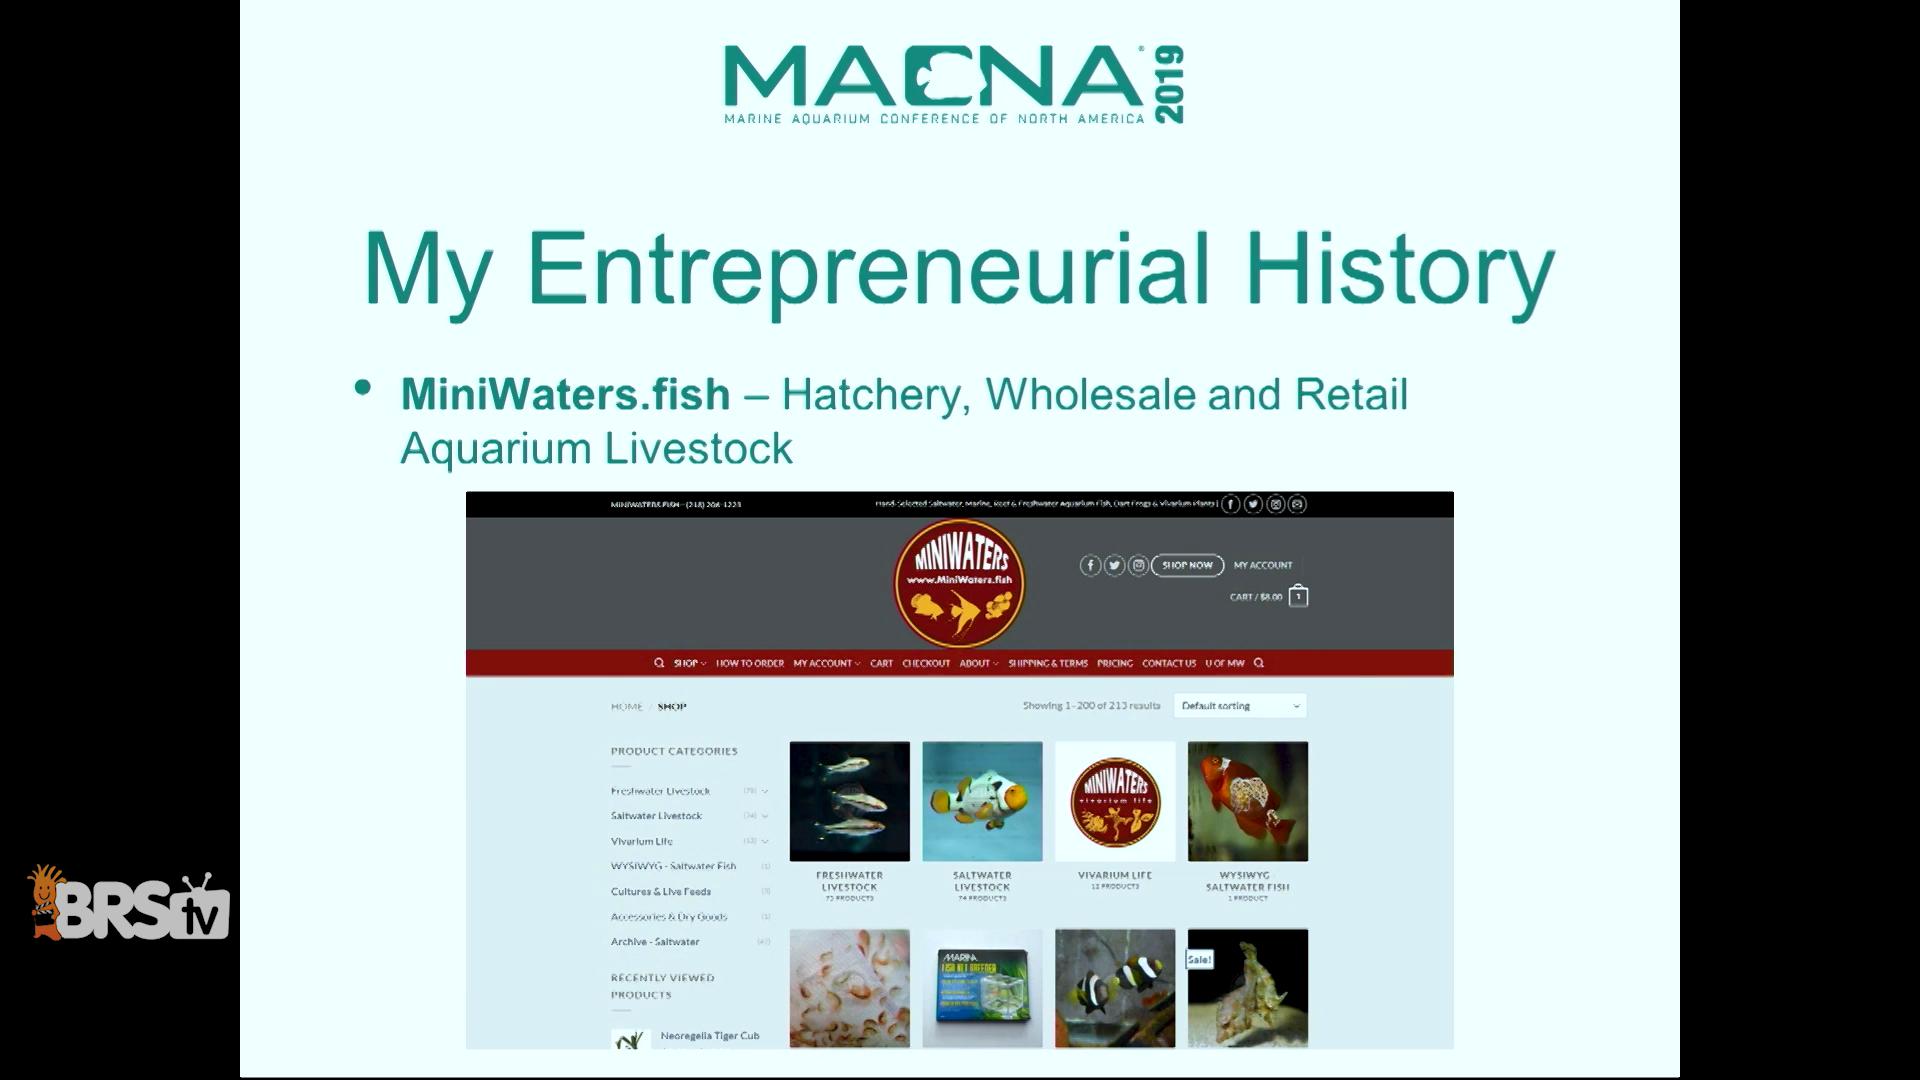 MACNA® 2019
MARINE AQUARIUM CONFERENCE OF NORTH AMERICA
My Entrepreneurial History
• MiniWaters.fish – Hatchery, Wholesale and Retail
Aquarium Livestock
MINIWATERS.FISH - (218) 206-1223
Hand-Selected Saltwater, Marine, Reef & Freshwater Aquarium Fish, Dart Frogs & Vivarium Plants |
MINIWATERS
www.MiniWaters.fish
SHOP NOW
MY ACCOUNT
CART / $8.00 1
SHOP HOW TO ORDER MY ACCOUNT CART CHECKOUT ABOUT SHIPPING & TERMS PRICING CONTACT US U OF MW
HOME / SHOP
Showing 1–200 of 213 results
Default sorting
PRODUCT CATEGORIES
Freshwater Livestock
Saltwater Livestock (74)
Vivarium Life (12)
WYSIWYG - Saltwater Fish (1)
Cultures & Live Feeds
Accessories & Dry Goods (1)
Archive - Saltwater
RECENTLY VIEWED
PRODUCTS
Neoregelia Tiger Cub
FRESHWATER
LIVESTOCK
73 PRODUCTS
SALTWATER
LIVESTOCK
74 PRODUCTS
MINIWATERS
vivarium life
VIVARIUM LIFE
12 PRODUCTS
WYSIWYG -
SALTWATER FISH
1 PRODUCT
MARINA
FISH NET BREEDER
Sale!
BRStv